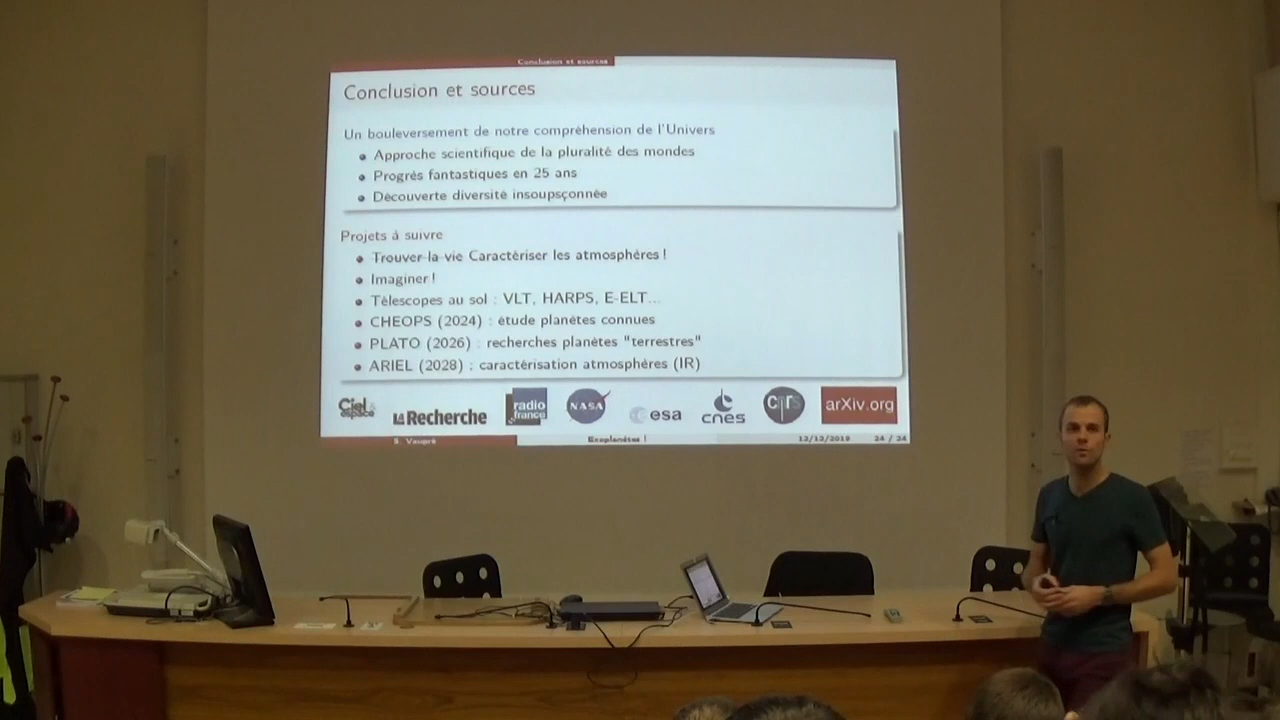 Conclusion et sources
Conclusion et sources
Un bouleversement de notre compréhension de l'Univers
Approche scientifique de la pluralité des mondes
Progrès fantastiques en 25 ans
Découverte diversité insoupsçonnée
Projets à suivre
Trouver la vie Caractériser les atmosphères !
Imaginer !
Télescopes au sol : VLT, HARPS, E-ELT...
CHEOPS (2024) : étude planètes connues
PLATO (2026) : recherches planètes "terrestres"
ARIEL (2028) : caractérisation atmosphères (IR)
Ciel & espace
LA Recherche
radio france
NASA
esa
cnes
cnrs
arXiv.org
S. Vaupré
Exoplanètes !
12/12/2019
24 / 24